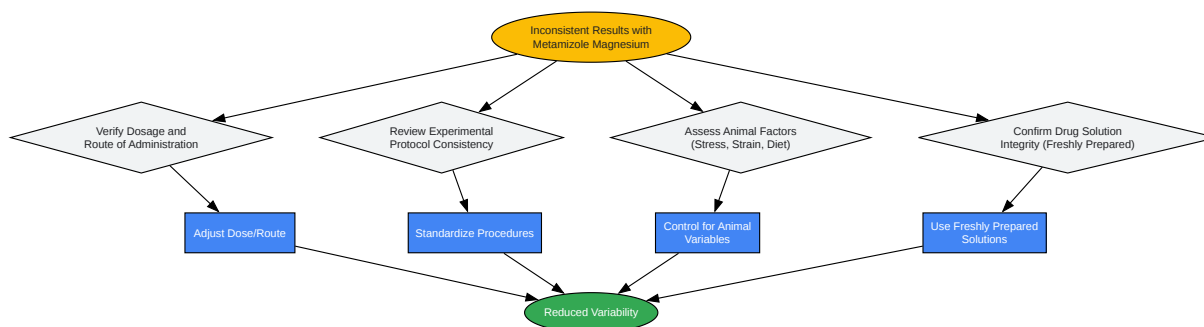 Inconsistent Results with
Metamizole Magnesium
Verify Dosage and
Route of Administration
Review Experimental
Protocol Consistency
Assess Animal Factors
(Stress, Strain, Diet)
Confirm Drug Solution
Integrity (Freshly Prepared)
Adjust Dose/Route
Standardize Procedures
Control for Animal
Variables
Use Freshly Prepared
Solutions
Reduced Variability